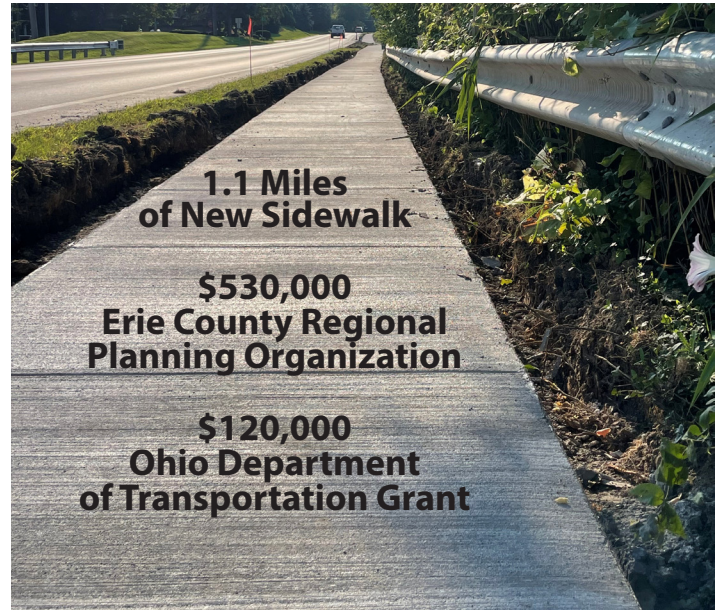 1.1 Miles
of New Sidewalk
$530,000
Erie County Regional
Planning Organization
$120,000
Ohio Department
of Transportation Grant